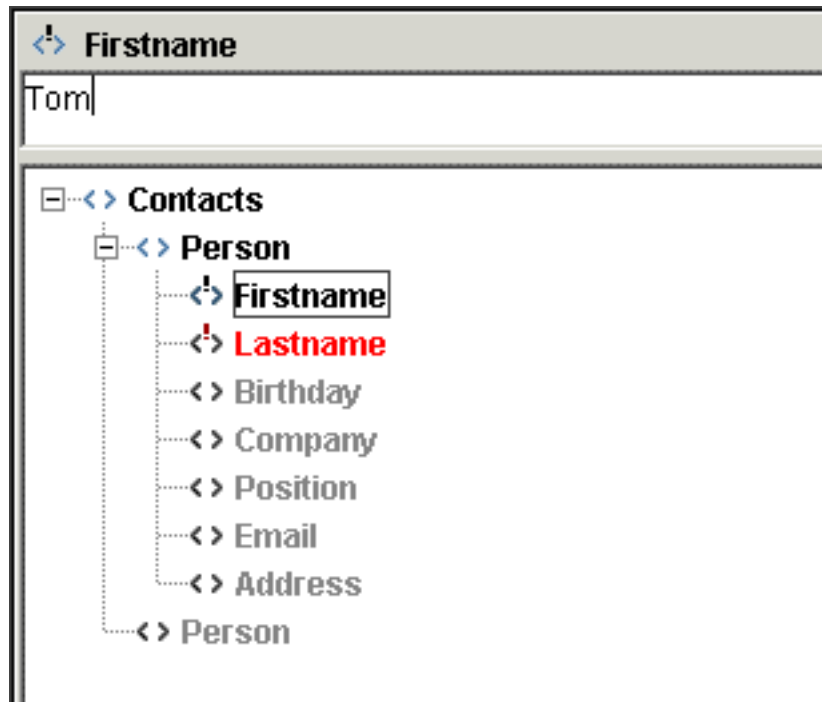 Firstname
Tom
Contacts
Person
Firstname
Lastname
Birthday
Company
Position
Email
Address
Person